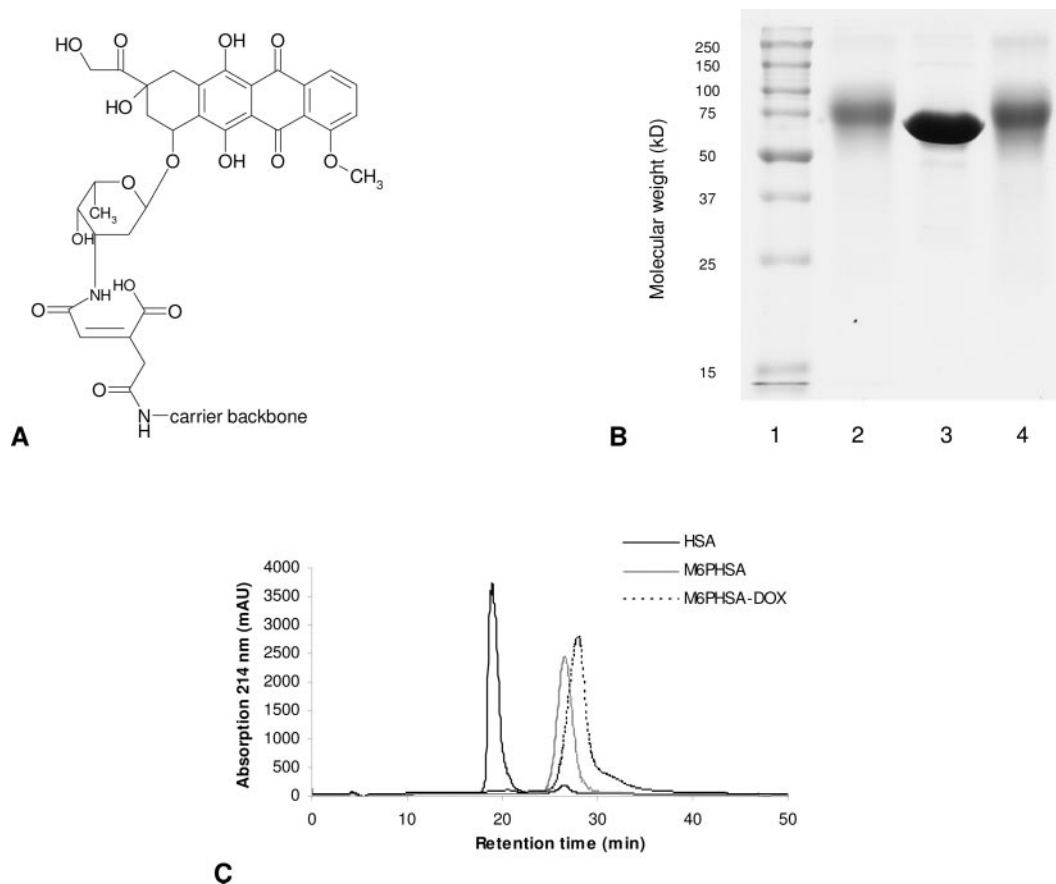 HO
O
OH
O
HO
O
OH
O
O
CH3
O
CH3
OH
NH
HO
O
O
O
N
H
carrier backbone
A
Molecular weight (kD)
250
150
100
75
50
37
25
15
B
1 2 3 4
HSA
M6PHSA
M6PHSA-DOX
Absorption 214 nm (mAU)
4000
3500
3000
2500
2000
1500
1000
500
0
0 10 20 30 40 50
Retention time (min)
C